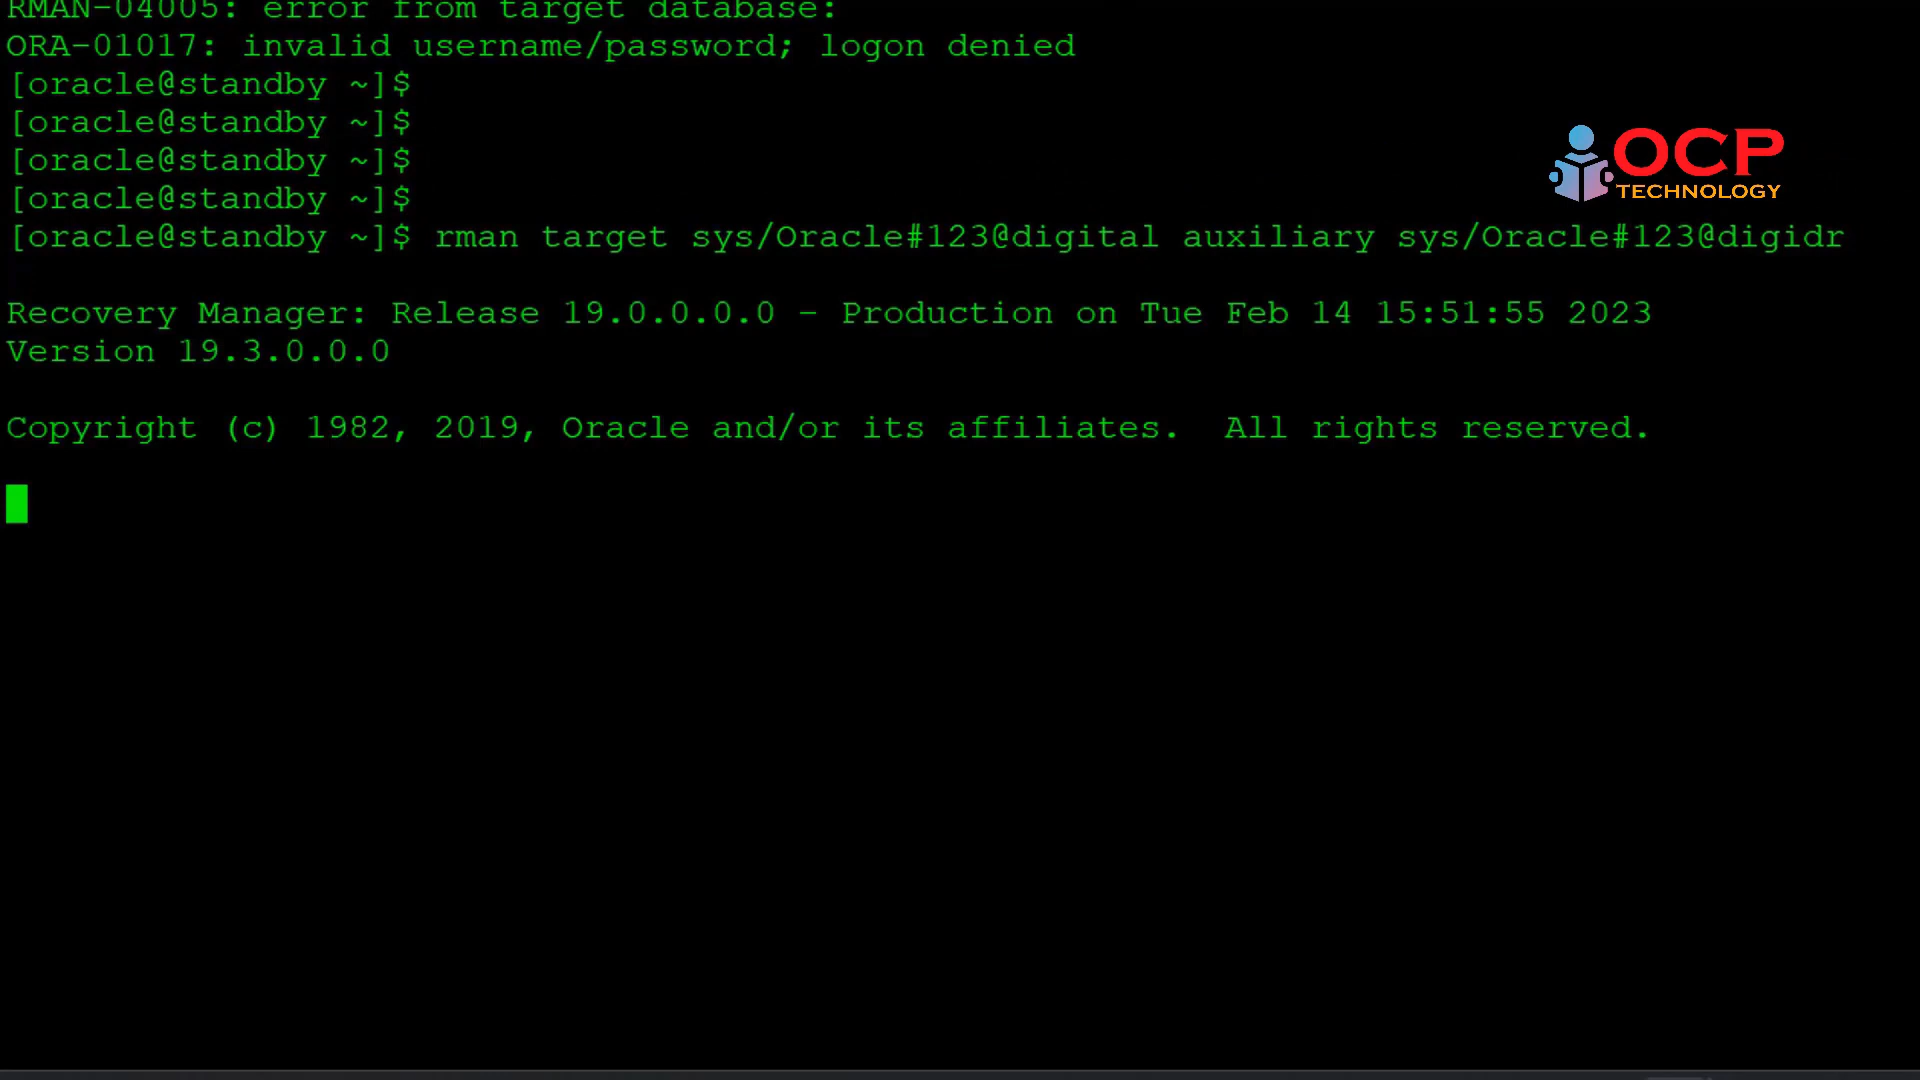 RMAN-04005: error from target database:
ORA-01017: invalid username/password; logon denied
[oracle@standby ~]$
[oracle@standby ~]$
[oracle@standby ~]$
[oracle@standby ~]$
[oracle@standby ~]$ rman target sys/Oracle#123@digital auxiliary sys/Oracle#123@digidr
Recovery Manager: Release 19.0.0.0.0 - Production on Tue Feb 14 15:51:55 2023
Version 19.3.0.0.0
Copyright (c) 1982, 2019, Oracle and/or its affiliates.  All rights reserved.
OCP
TECHNOLOGY